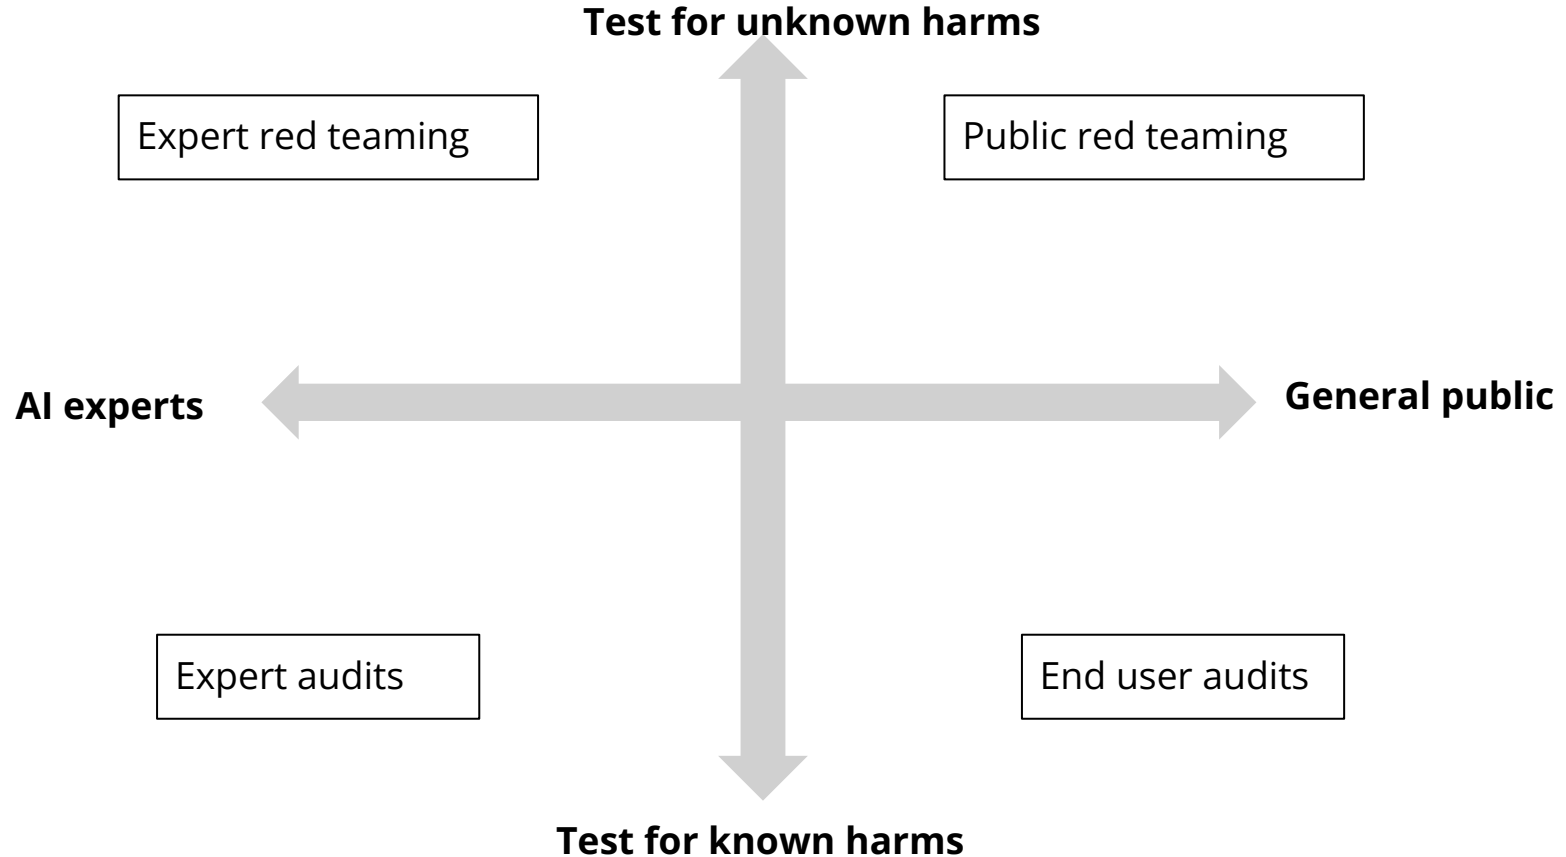 Test for unknown harms
Expert red teaming
Public red teaming
AI experts
General public
Expert audits
End user audits
Test for known harms